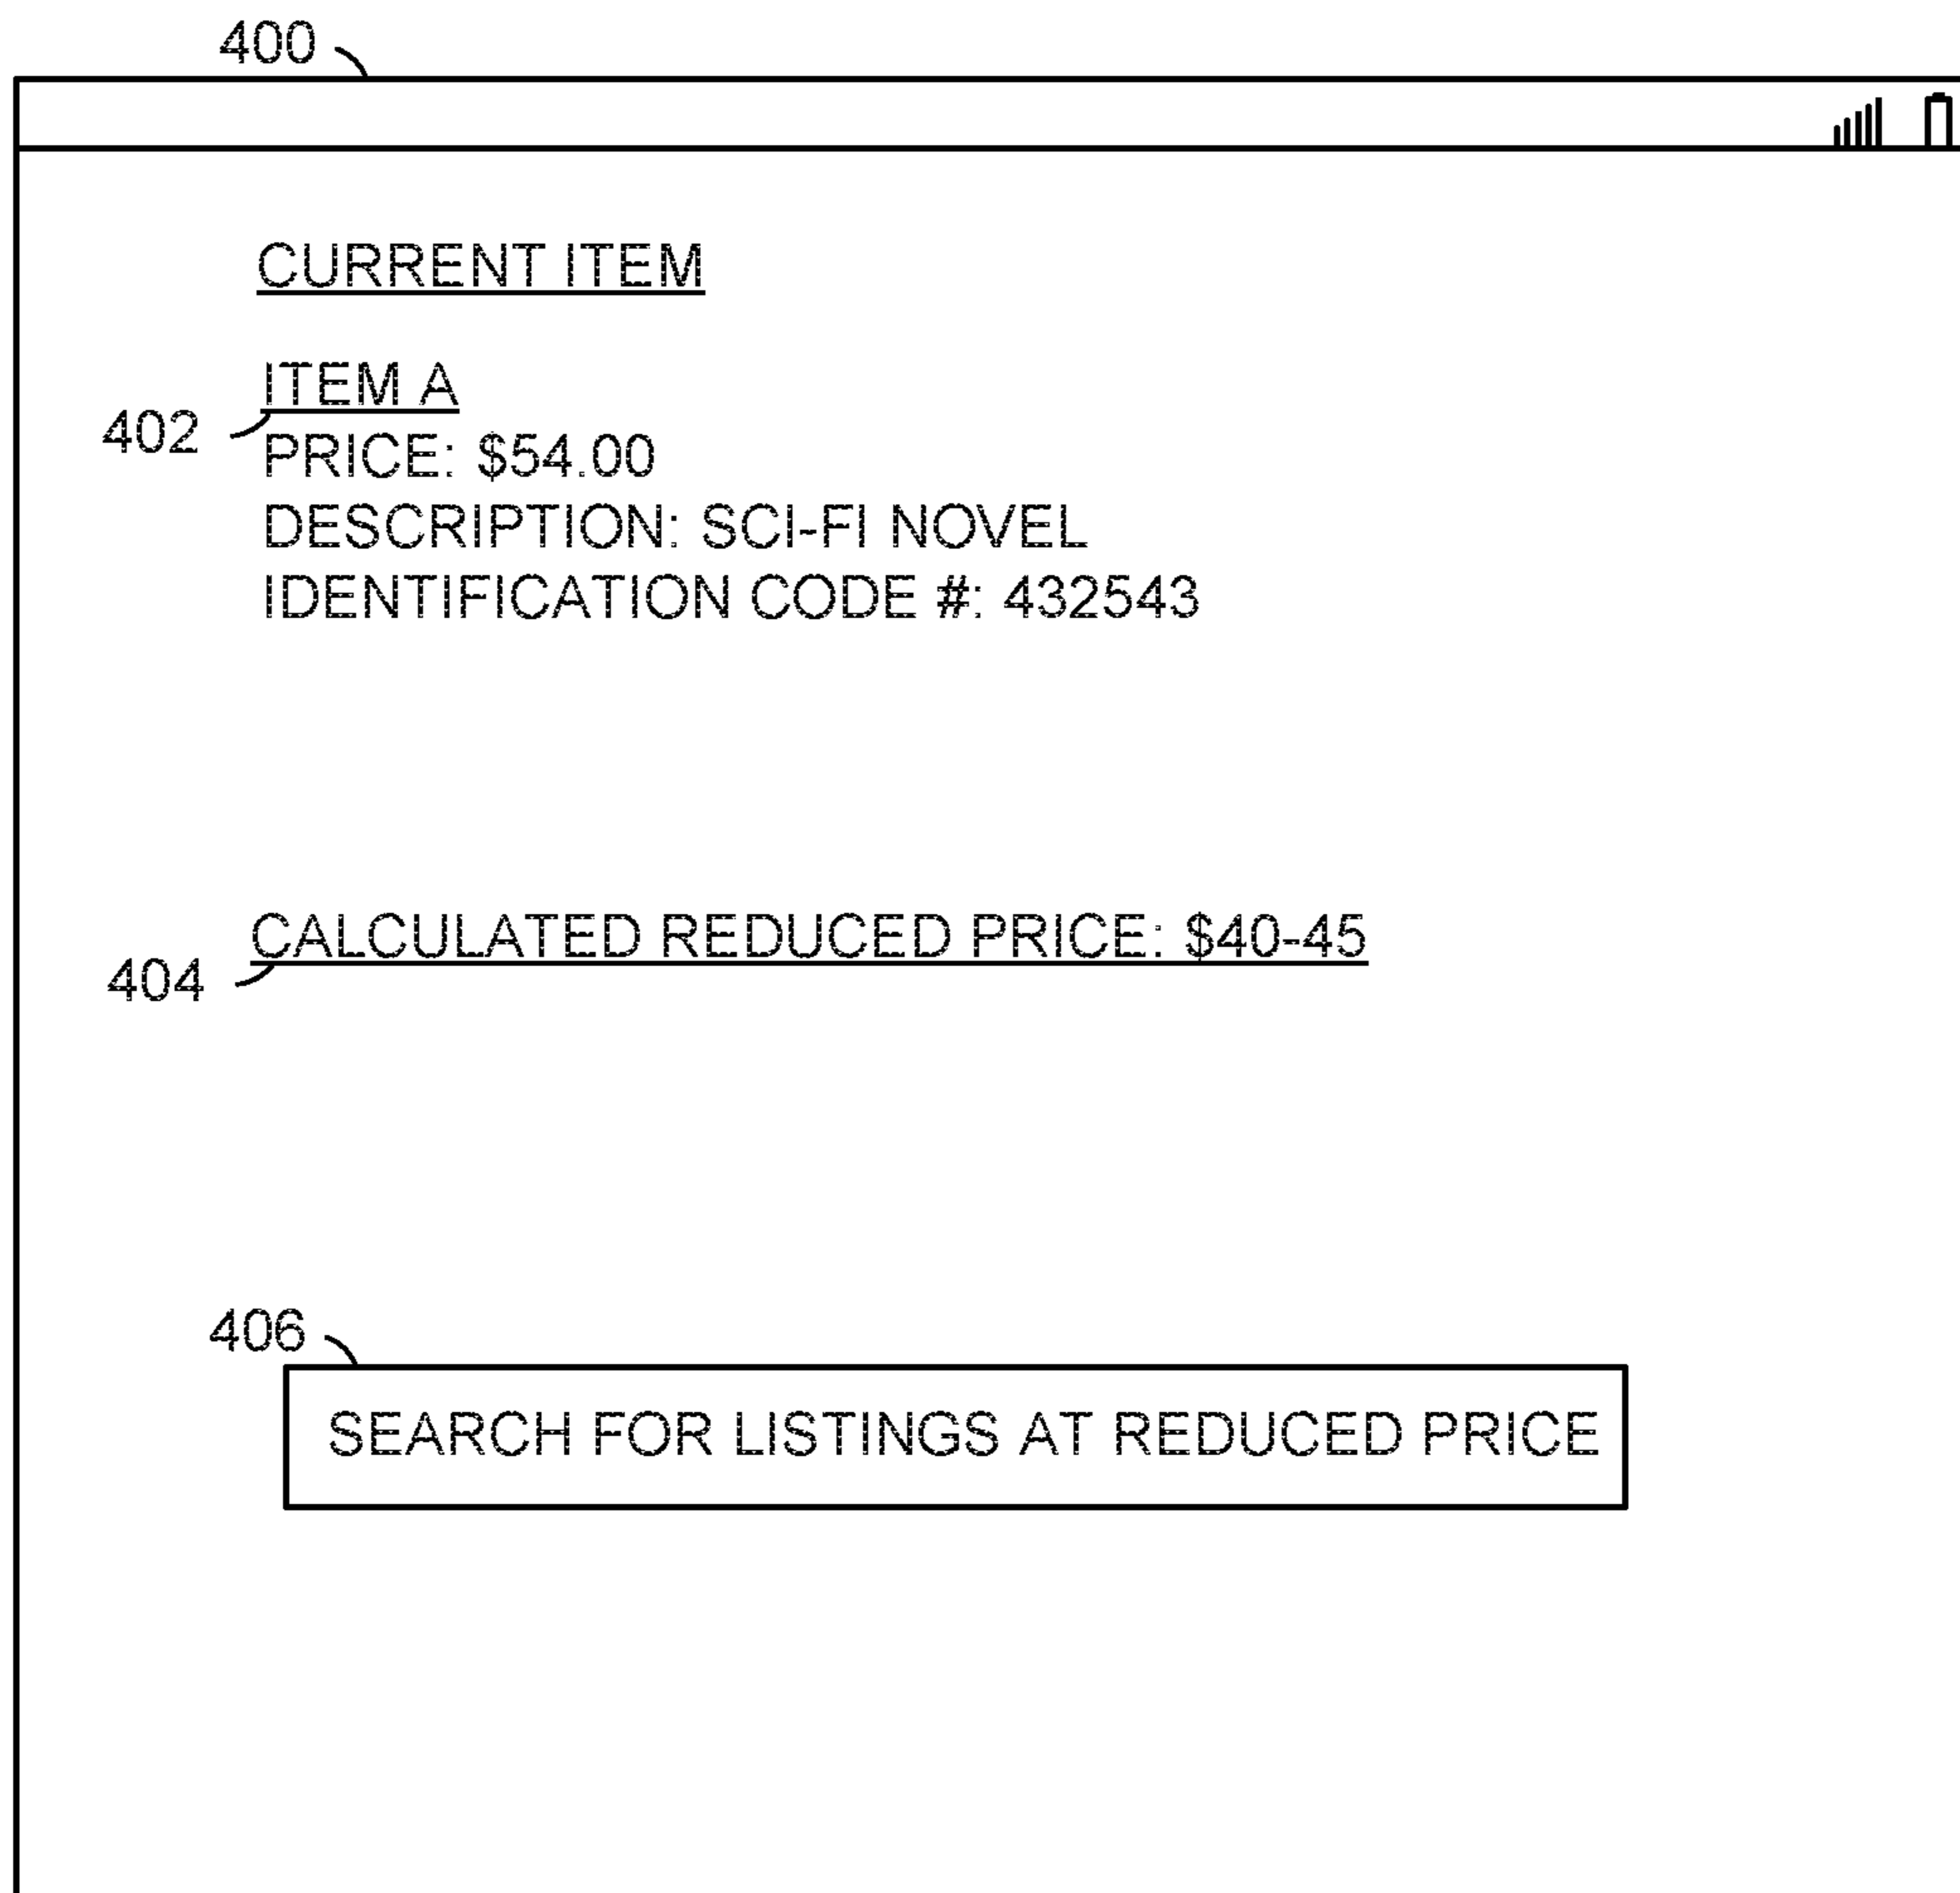 400
CURRENT ITEM
ITEM A
402
PRICE: $54.00
DESCRIPTION: SCI-FI NOVEL
IDENTIFICATION CODE #: 432543
CALCULATED REDUCED PRICE: $40-45
404
406
SEARCH FOR LISTINGS AT REDUCED PRICE